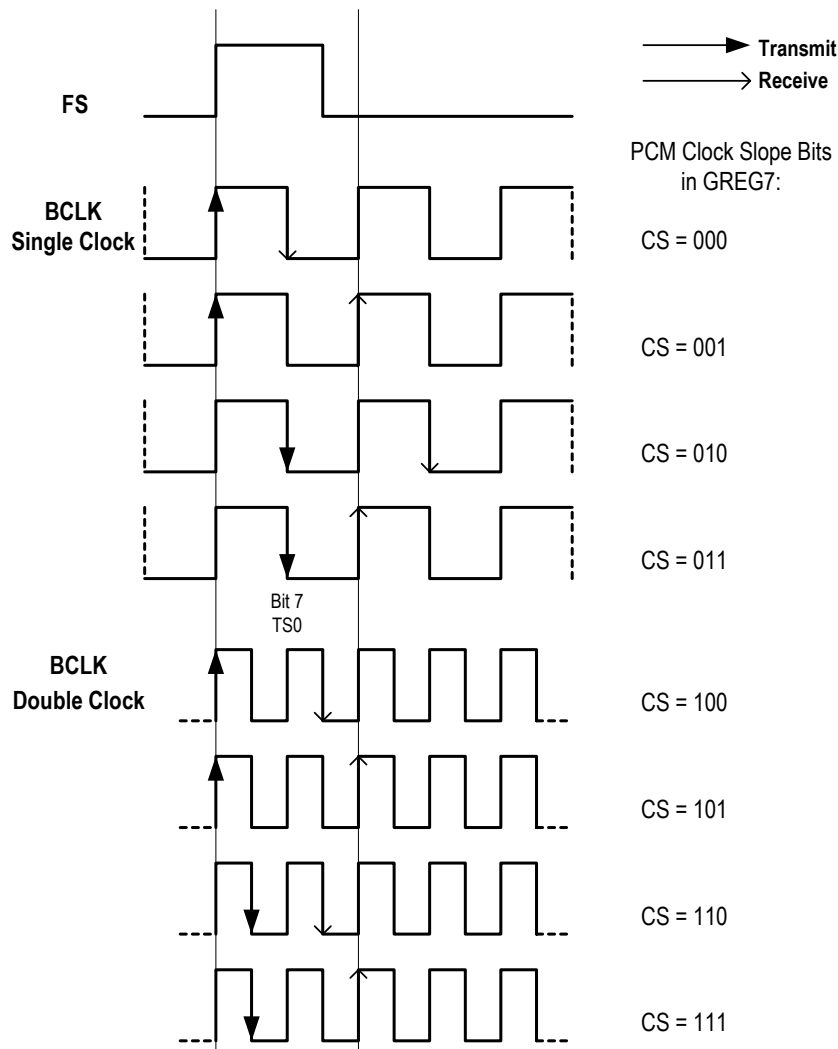 Transmit
Receive
FS
PCM Clock Slope Bits
in GREG7:
BCLK
Single Clock
CS = 000
CS = 001
CS = 010
CS = 011
Bit 7
TS0
BCLK
Double Clock
CS = 100
CS = 101
CS = 110
CS = 111